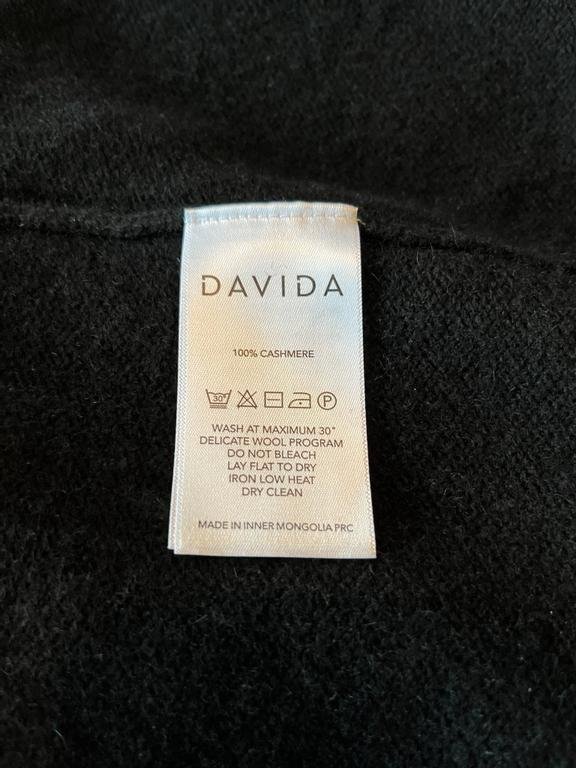 DAVIDA
100% CASHMERE
30°
P
WASH AT MAXIMUM 30°
DELICATE WOOL PROGRAM
DO NOT BLEACH
LAY FLAT TO DRY
IRON LOW HEAT
DRY CLEAN
MADE IN INNER MONGOLIA PRC